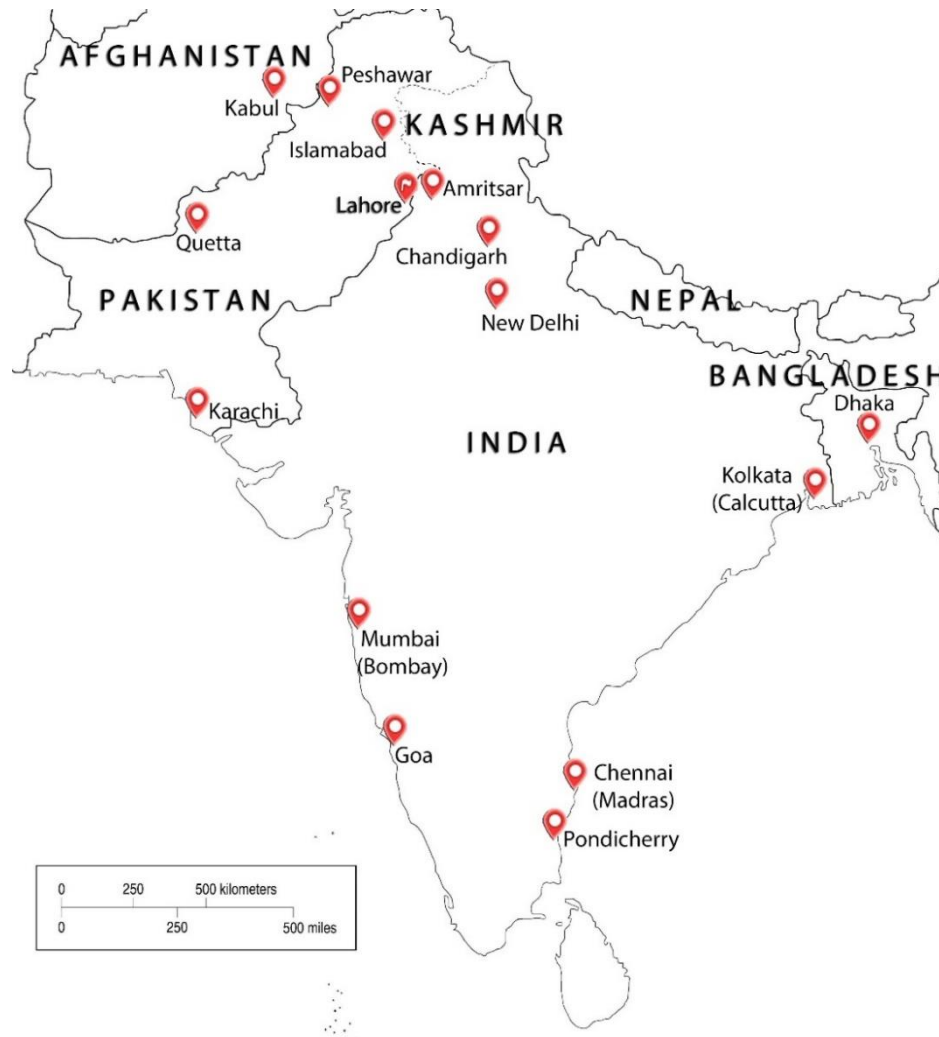 AFGHANISTAN
Peshawar
Kabul
KASHMIR
Islamabad
Amritsar
Lahore
Quetta
Chandigarh
PAKISTAN
NEPAL
New Delhi
BANGLADESH
Karachi
Dhaka
INDIA
Kolkata
(Calcutta)
Mumbai
(Bombay)
Goa
Chennai
(Madras)
Pondicherry
0 250 500 kilometers
0 250 500 miles